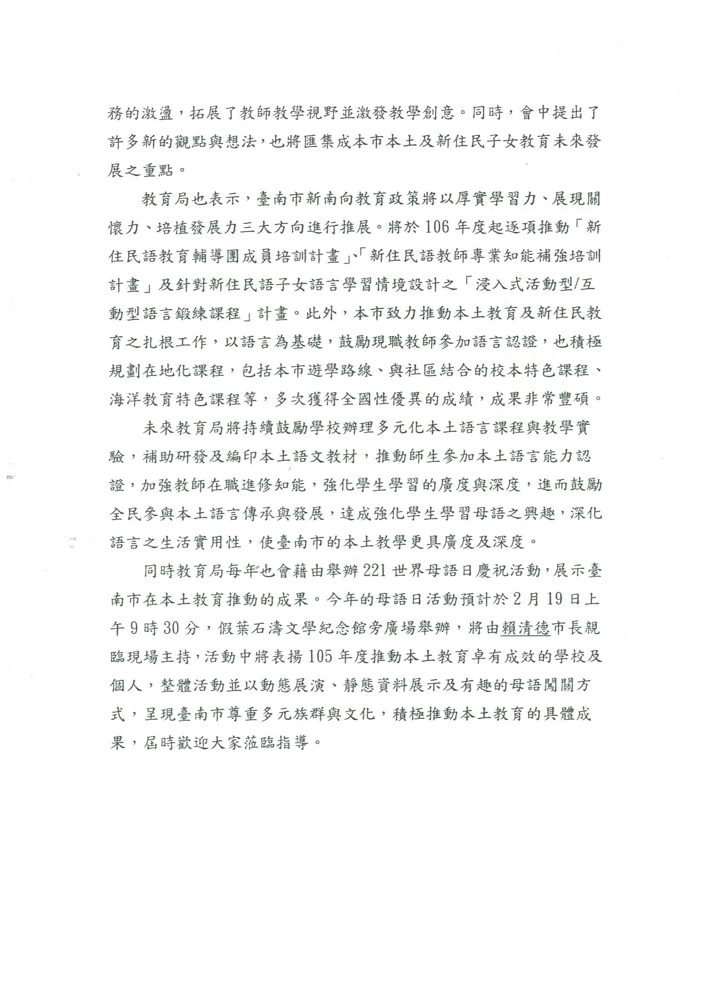 務的激盪，拓展了教師教學視野並激發教學創意。同時，會中提出了
許多新的觀點與想法，也將匯集成本市本土及新住民子女教育未來發
展之重點。
教育局也表示，臺南市新南向教育政策將以厚實學習力、展現關
懷力、培植發展力三大方向進行推展。將於 106 年度起逐項推動「新
住民語教育輔導團成員培訓計畫」、「新住民語教師專業知能補強培訓
計畫」及針對新住民語子女語言學習情境設計之「浸入式活動型/互
動型語言鍛練課程」計畫。此外，本市致力推動本土教育及新住民教
育之扎根工作，以語言為基礎，鼓勵現職教師參加語言認證，也積極
規劃在地化課程，包括本市遊學路線、與社區結合的校本特色課程、
海洋教育特色課程等，多次獲得全國性優異的成績，成果非常豐碩。
未來教育局將持續鼓勵學校辦理多元化本土語言課程與教學實
驗，補助研發及編印本土語文教材，推動師生參加本土語言能力認
證，加強教師在職進修知能，強化學生學習的廣度與深度，進而鼓勵
全民參與本土語言傳承與發展，達成強化學生學習母語之興趣，深化
語言之生活實用性，使臺南市的本土教學更具廣度及深度。
同時教育局每年也會藉由舉辦 221 世界母語日慶祝活動，展示臺
南市在本土教育推動的成果。今年的母語日活動預計於 2 月 19 日上
午 9 時 30 分，假葉石濤文學紀念館旁廣場舉辦，將由賴清德市長親
臨現場主持，活動中將表揚 105 年度推動本土教育卓有成效的學校及
個人，整體活動並以動態展演、靜態資料展示及有趣的母語闖關方
式，呈現臺南市尊重多元族群與文化，積極推動本土教育的具體成
果，屆時歡迎大家蒞臨指導。